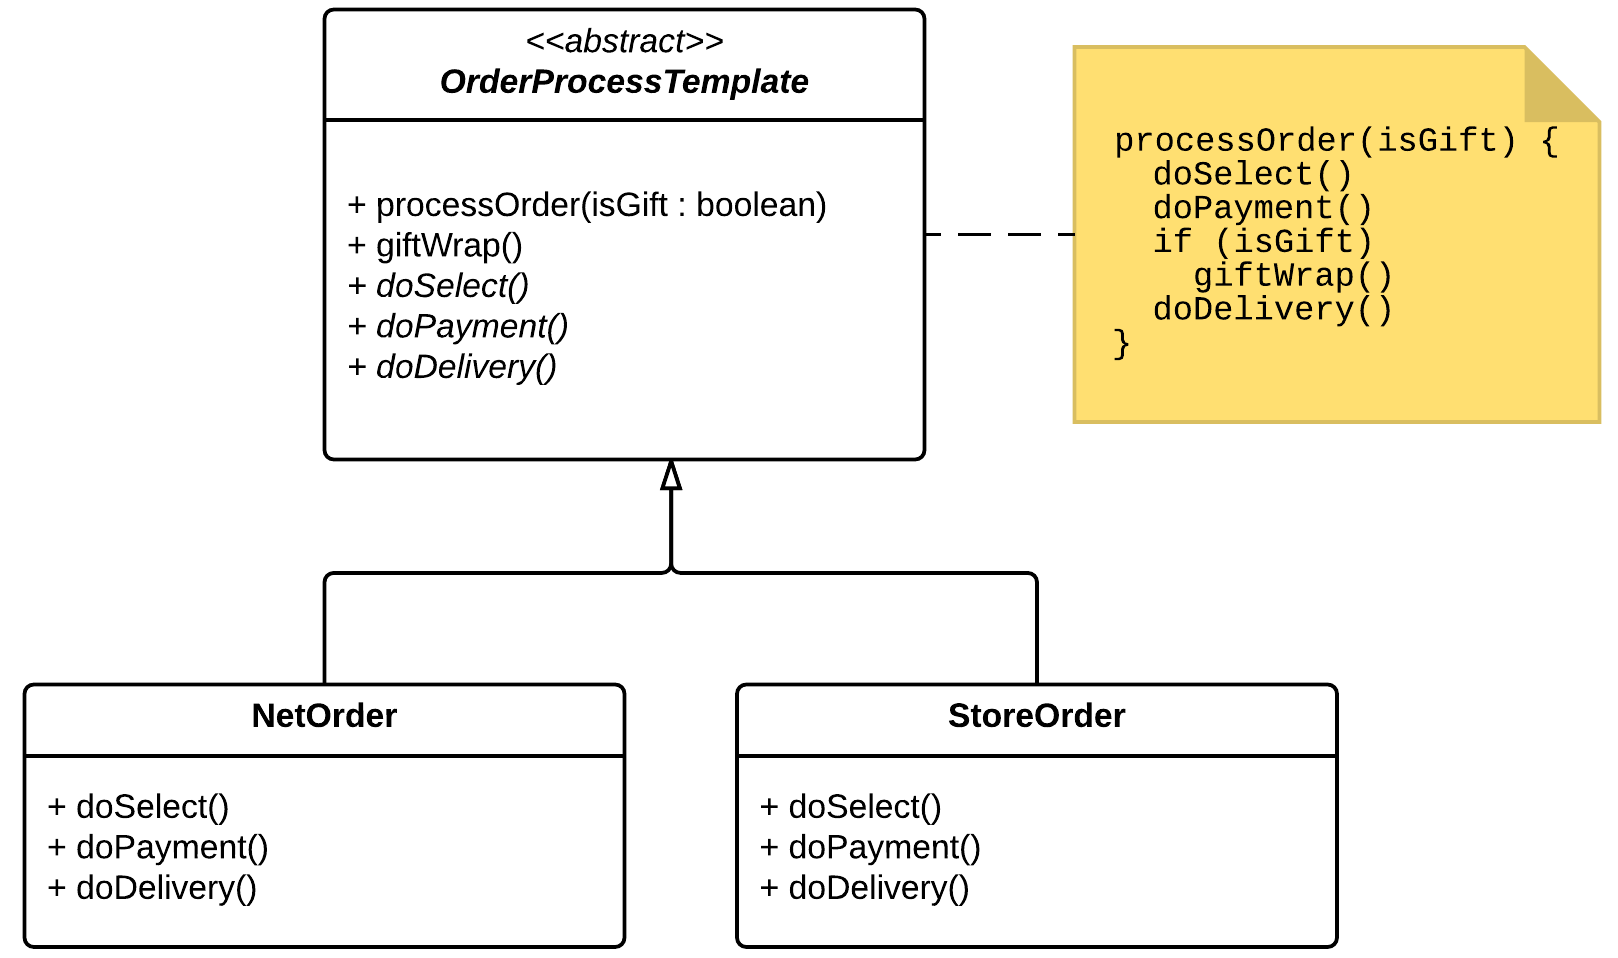 <<abstract>>
OrderProcessTemplate
+ processOrder(isGift : boolean)
+ giftWrap()
+ doSelect()
+ doPayment()
+ doDelivery()
processOrder(isGift) {
  doSelect()
  doPayment()
  if (isGift)
    giftWrap()
  doDelivery()
}
NetOrder
+ doSelect()
+ doPayment()
+ doDelivery()
StoreOrder
+ doSelect()
+ doPayment()
+ doDelivery()